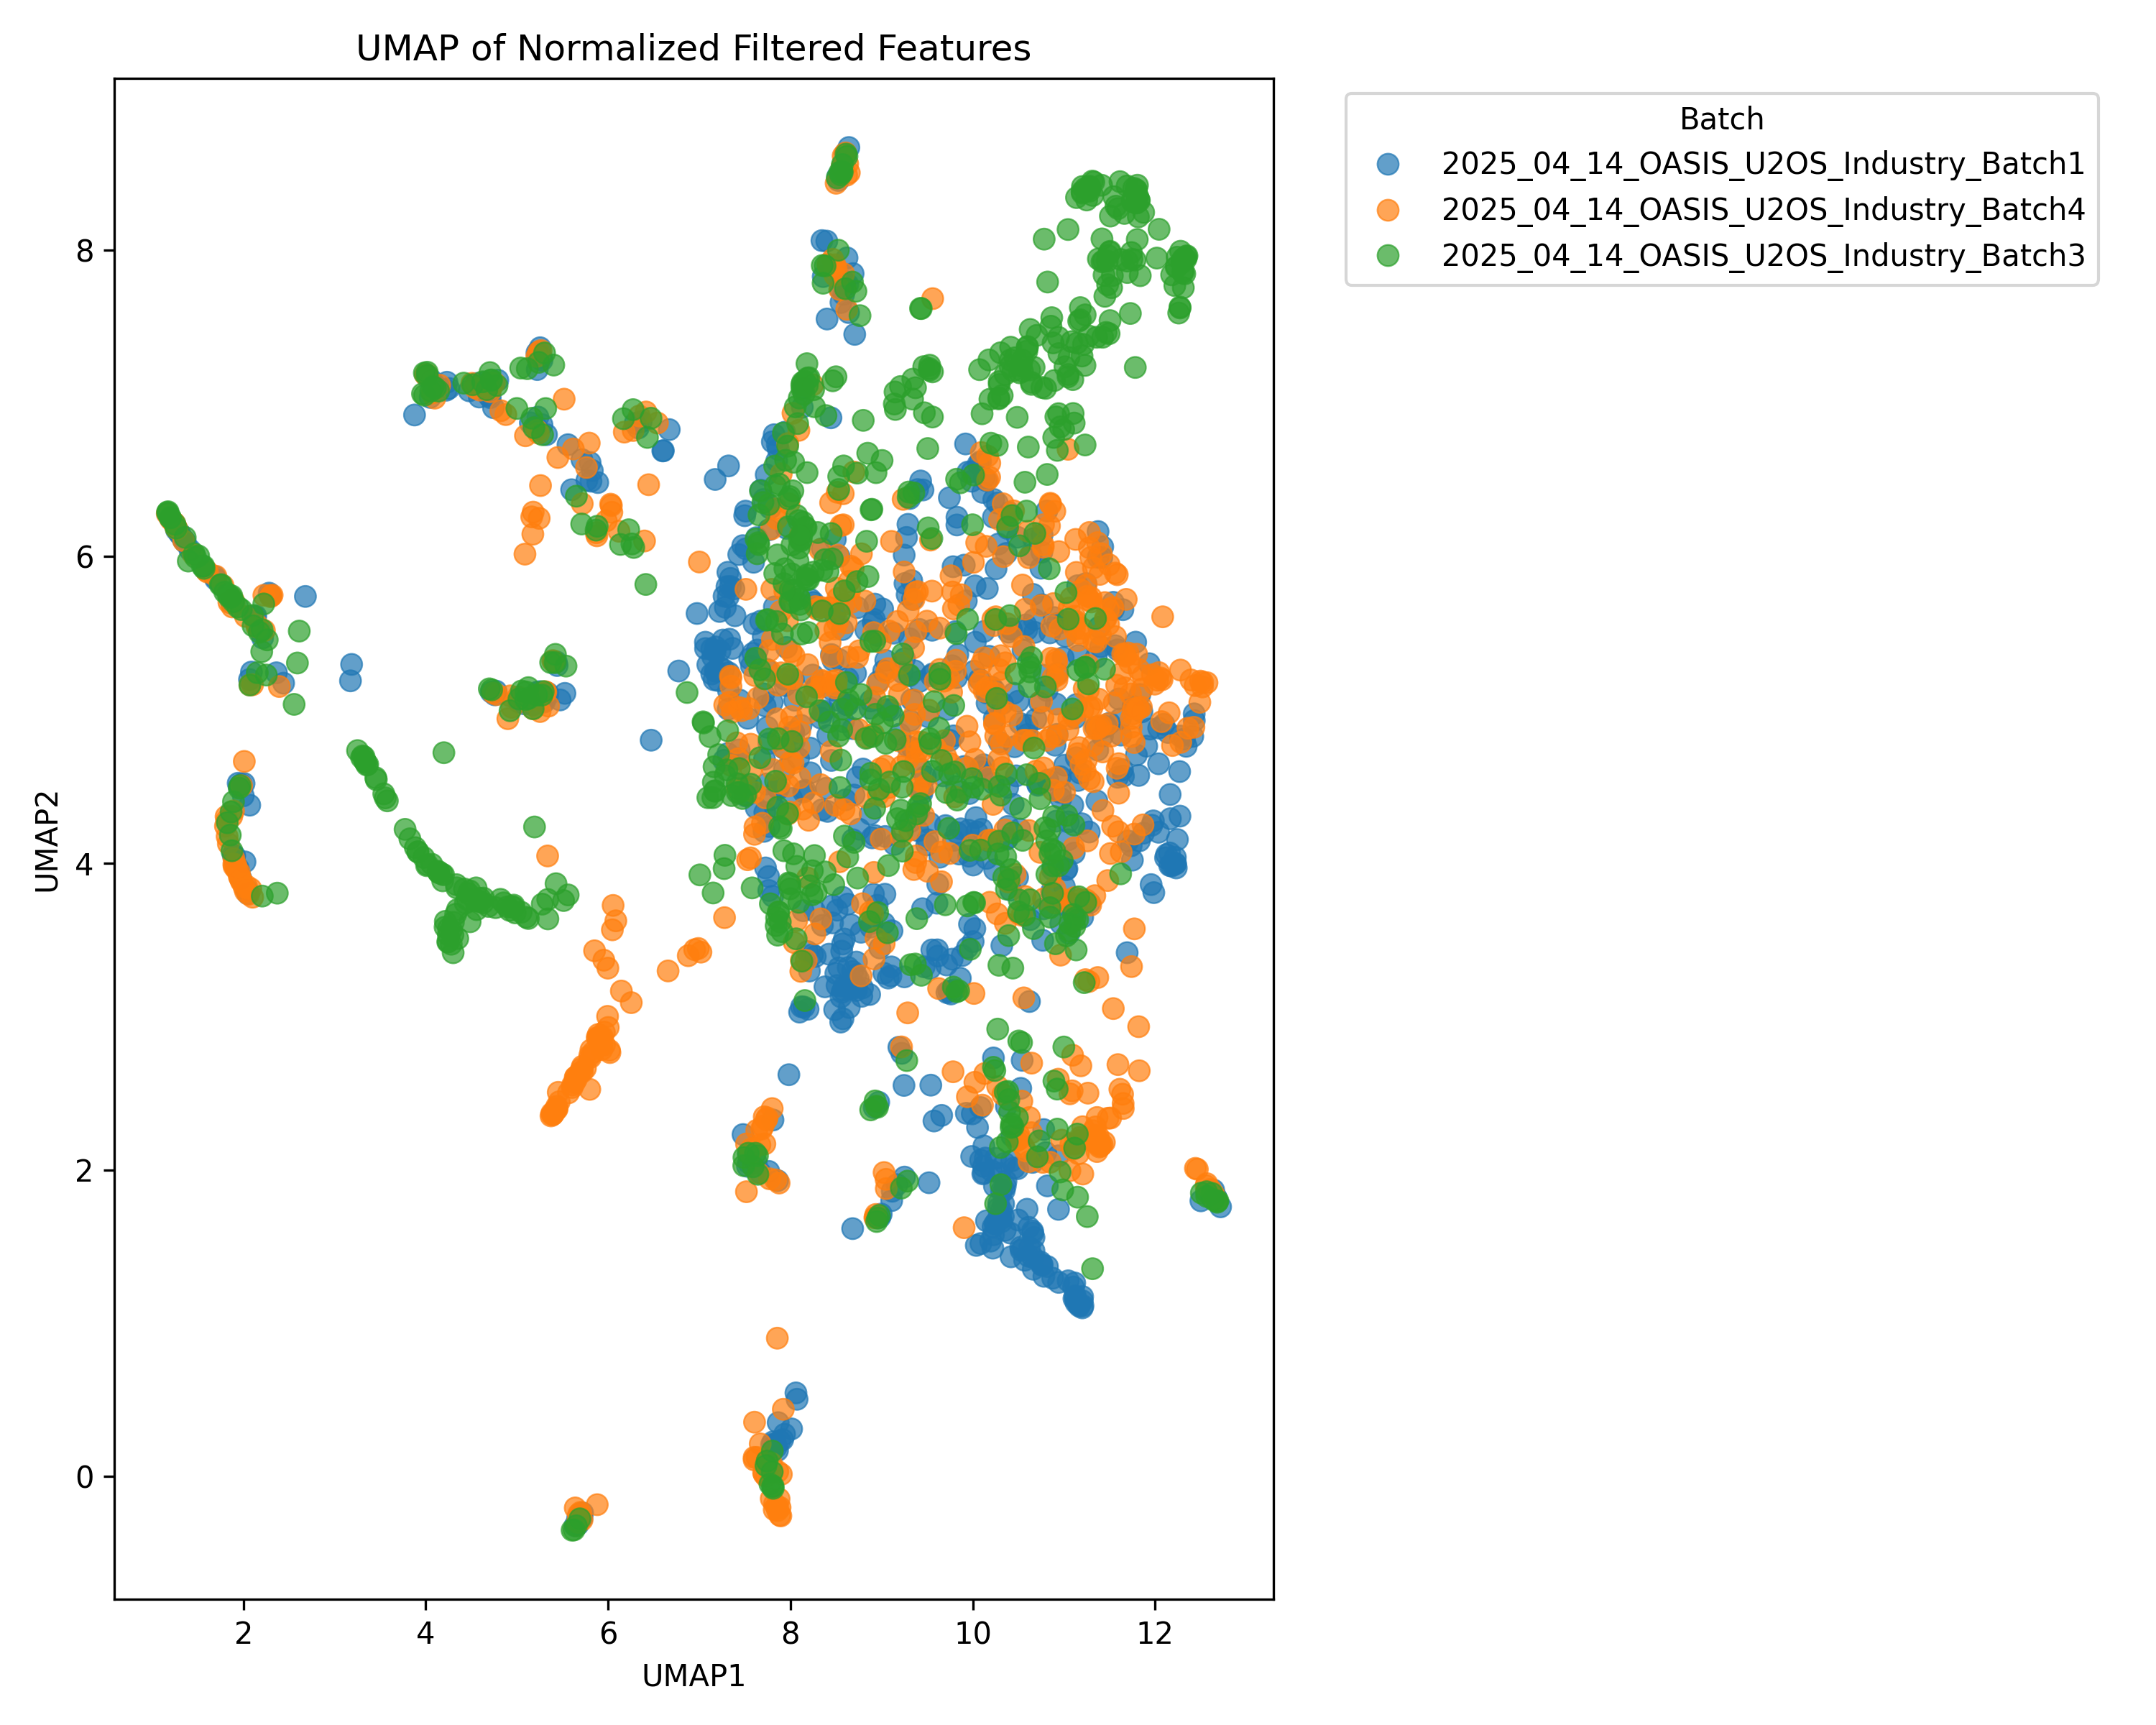 UMAP of Normalized Filtered Features
Batch
2025_04_14_OASIS_U2OS_Industry_Batch1
2025_04_14_OASIS_U2OS_Industry_Batch4
2025_04_14_OASIS_U2OS_Industry_Batch3
8
6
4
2
0
UMAP2
2 4 6 8 10 12
UMAP1